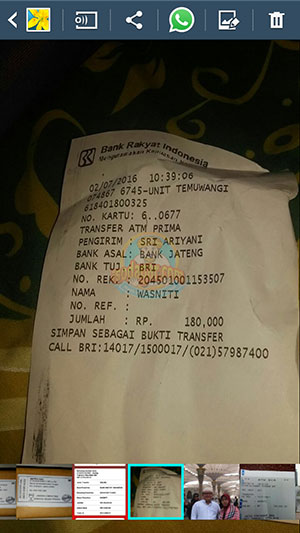 Bank Rakyat Indonesia
02/07/2016 10:39:06
074867 6745-UNIT TEMUWANGI
618401800325
NO. KARTU: 6..0677
TRANSFER ATM PRIMA
PENGIRIM : SRI ARIYANI
BANK ASAL: BANK JATENG
BANK TUJ : BRI
NO. REK. : 204501001153507
NAMA : WASNITI
NO. REF. :
JUMLAH : RP. 180,000
SIMPAN SEBAGAI BUKTI TRANSFER
CALL BRI:14017/1500017/(021)57987400